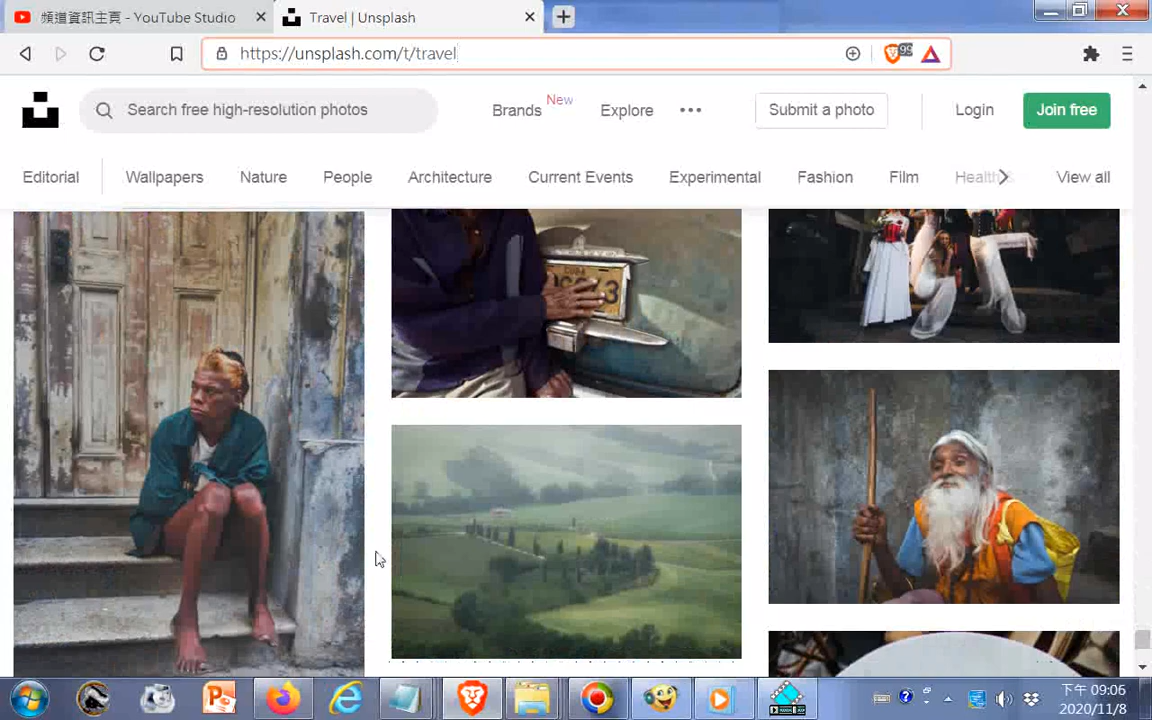 頻道資訊主頁 - YouTube Studio
Travel | Unsplash
https://unsplash.com/t/travel
99
Search free high-resolution photos
Brands New
Explore
Submit a photo
Login
Join free
Editorial
Wallpapers
Nature
People
Architecture
Current Events
Experimental
Fashion
Film
Health
View all
下午 09:06
2020/11/8